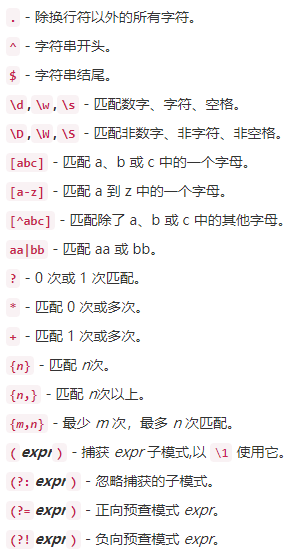 . - 除换行符以外的所有字符。
^ - 字符串开头。
$ - 字符串结尾。
\d,\w,\s - 匹配数字、字符、空格。
\D,\W,\S - 匹配非数字、非字符、非空格。
[abc] - 匹配 a、b 或 c 中的一个字母。
[a-z] - 匹配 a 到 z 中的一个字母。
[^abc] - 匹配除了 a、b 或 c 中的其他字母。
aa|bb - 匹配 aa 或 bb。
? - 0 次或 1 次匹配。
* - 匹配 0 次或多次。
+ - 匹配 1 次或多次。
{n} - 匹配 n次。
{n,} - 匹配 n次以上。
{m,n} - 最少 m 次，最多 n 次匹配。
(expr) - 捕获 expr 子模式,以 \1 使用它。
(?:expr) - 忽略捕获的子模式。
(?=expr) - 正向预查模式 expr。
(?!expr) - 负向预查模式 expr。